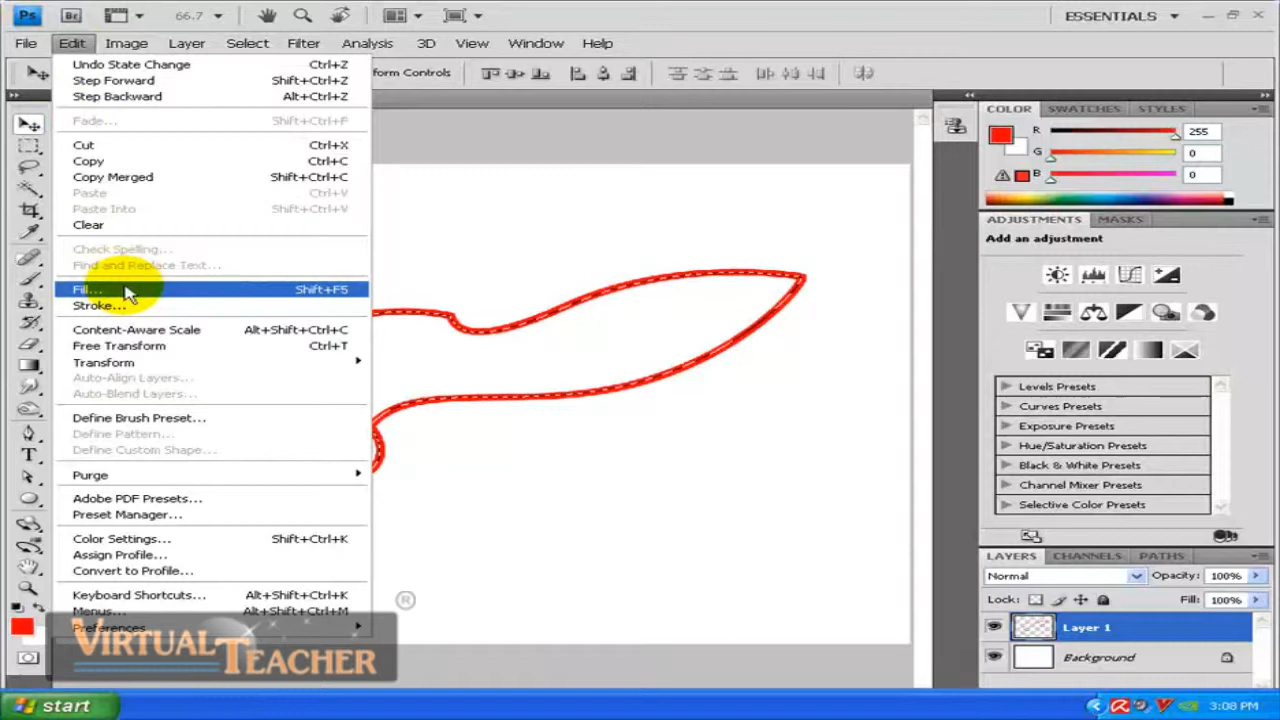 Ps Br 66.7 ESSENTIALS
File Edit Image Layer Select Filter Analysis 3D View Window Help
Undo State Change Ctrl+Z
Step Forward Shift+Ctrl+Z
Step Backward Alt+Ctrl+Z
Fade... Shift+Ctrl+F
Cut Ctrl+X
Copy Ctrl+C
Copy Merged Shift+Ctrl+C
Paste Ctrl+V
Paste Into Shift+Ctrl+V
Clear
Check Spelling...
Find and Replace Text...
Fill... Shift+F5
Stroke...
Content-Aware Scale Alt+Shift+Ctrl+C
Free Transform Ctrl+T
Transform
Auto-Align Layers...
Auto-Blend Layers...
Define Brush Preset...
Define Pattern...
Define Custom Shape...
Purge
Adobe PDF Presets...
Preset Manager...
Color Settings... Shift+Ctrl+K
Assign Profile...
Convert to Profile...
Keyboard Shortcuts... Alt+Shift+Ctrl+K
Menus... Alt+Shift+Ctrl+M
Preferences
form Controls
COLOR SWATCHES STYLES
R 255
G 0
B 0
ADJUSTMENTS MASKS
Add an adjustment
Levels Presets
Curves Presets
Exposure Presets
Hue/Saturation Presets
Black & White Presets
Channel Mixer Presets
Selective Color Presets
LAYERS CHANNELS PATHS
Normal Opacity: 100%
Lock: Fill: 100%
Layer 1
Background
®
VIRTUAL TEACHER
start 3:08 PM